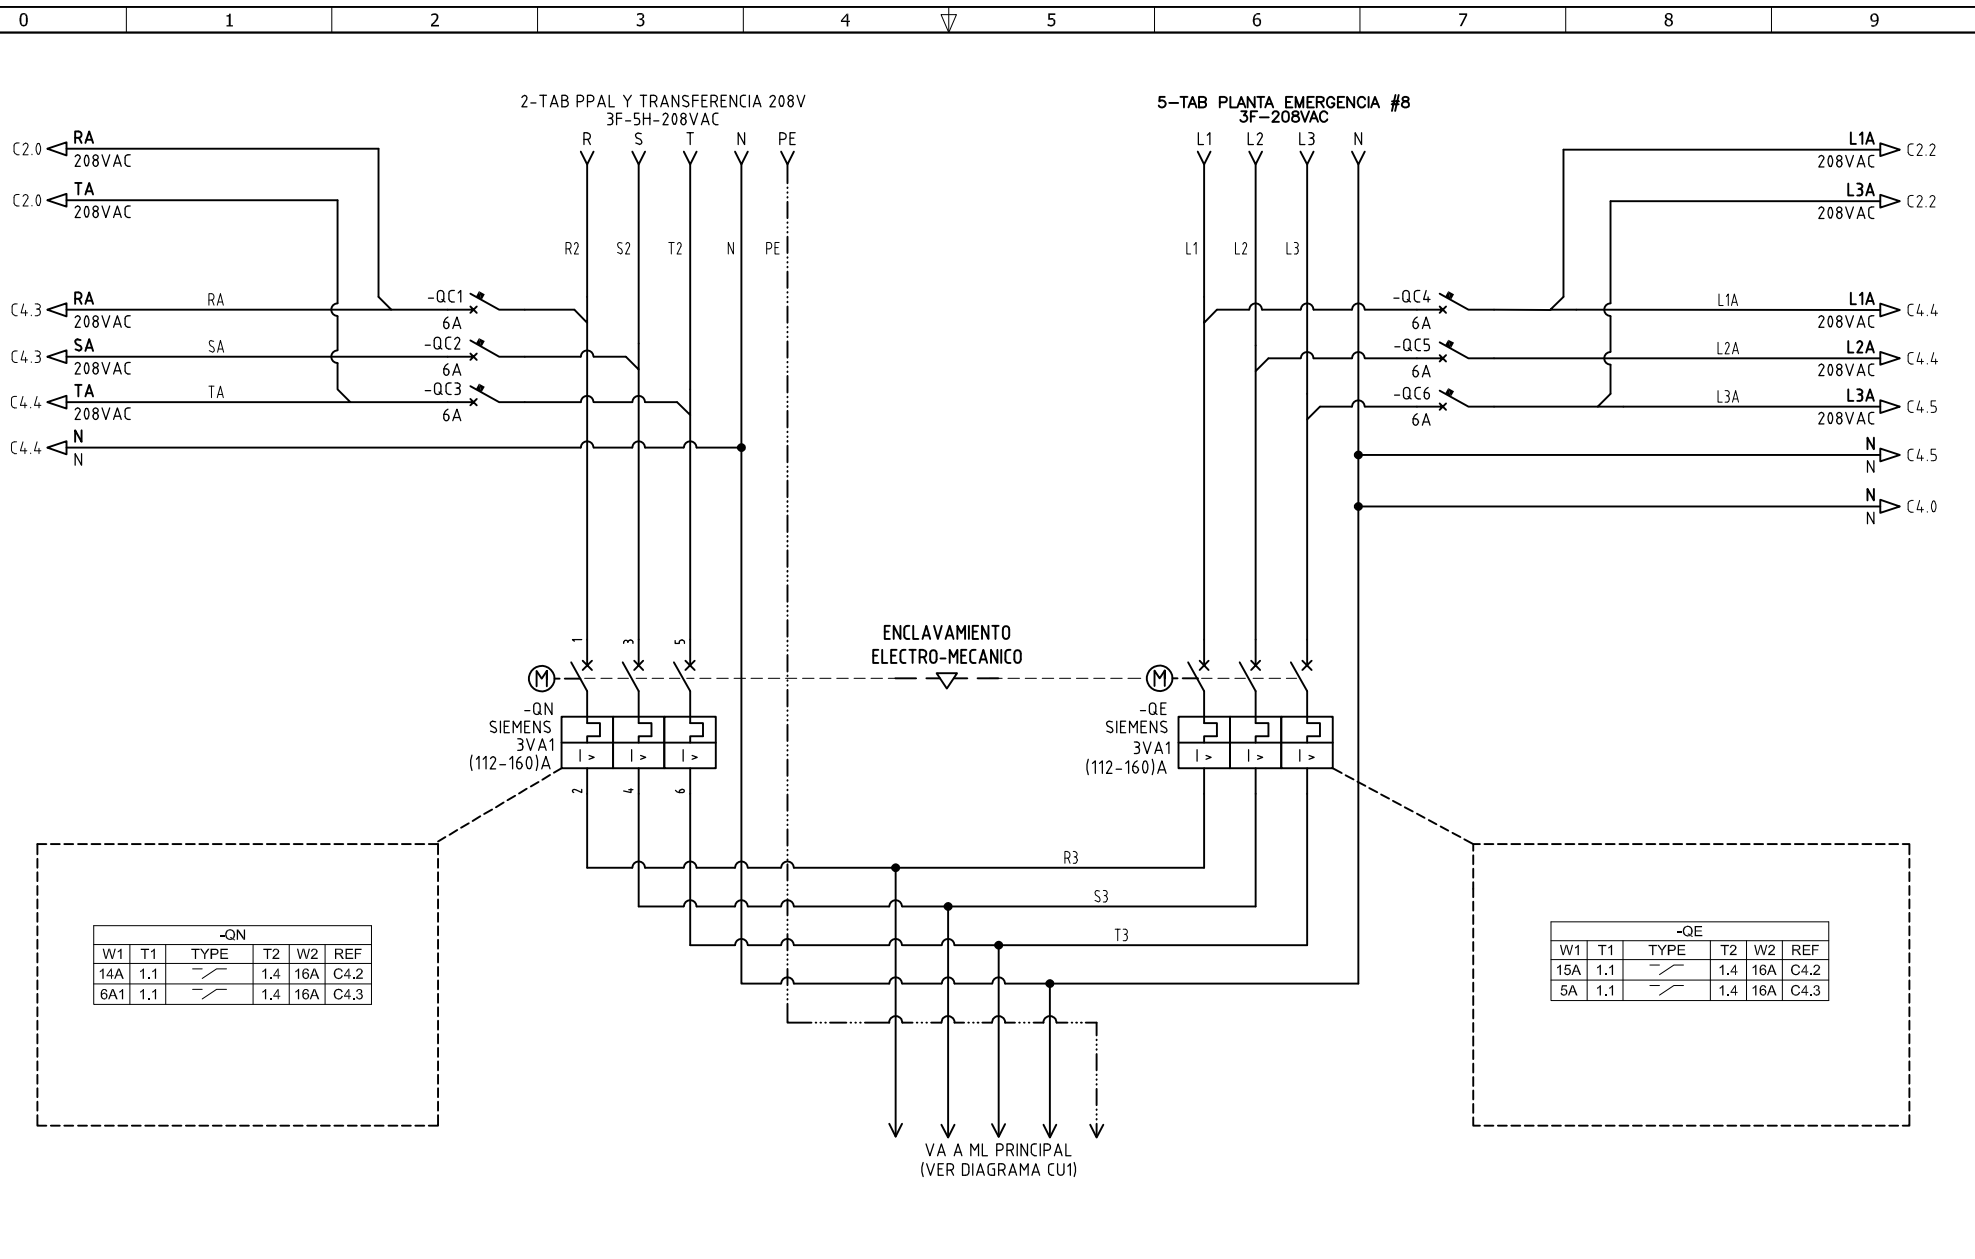 0 1 2 3 4 5 6 7 8 9
2-TAB PPAL Y TRANSFERENCIA 208V
3F-5H-208VAC
R S T N PE
5-TAB PLANTA EMERGENCIA #8
3F-208VAC
L1 L2 L3 N
C2.0 RA
208VAC
C2.0 TA
208VAC
L1A C2.2
208VAC
L3A C2.2
208VAC
R2 S2 T2 N PE
L1 L2 L3
C4.3 RA RA -QC1
208VAC 6A
C4.3 SA SA -QC2
208VAC 6A
C4.4 TA TA -QC3
208VAC 6A
C4.4 N
N
-QC4 L1A L1A C4.4
6A 208VAC
-QC5 L2A L2A C4.4
6A 208VAC
-QC6 L3A L3A C4.5
6A 208VAC
N C4.5
N
N C4.0
N
ENCLAVAMIENTO
ELECTRO-MECANICO
1 3 5
M
M
-QN
SIEMENS
3VA1
(112-160)A
I > I > I >
2 4 6
-QE
SIEMENS
3VA1
(112-160)A
I > I > I >
R3
S3
T3
-QN
W1 T1 TYPE T2 W2 REF
14A 1.1 1.4 16A C4.2
6A1 1.1 1.4 16A C4.3
-QE
W1 T1 TYPE T2 W2 REF
15A 1.1 1.4 16A C4.2
5A 1.1 1.4 16A C4.3
VA A ML PRINCIPAL
(VER DIAGRAMA CU1)